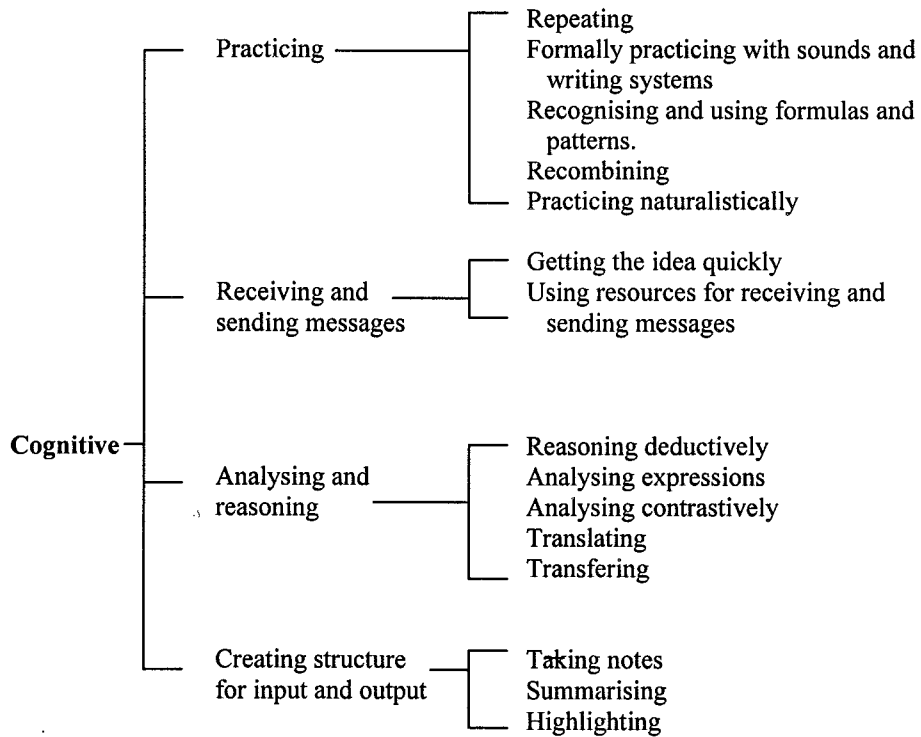 Practicing
Repeating
Formally practicing with sounds and
writing systems
Recognising and using formulas and
patterns.
Recombining
Practicing naturalistically
Receiving and
sending messages
Getting the idea quickly
Using resources for receiving and
sending messages
Cognitive
Analysing and
reasoning
Reasoning deductively
Analysing expressions
Analysing contrastively
Translating
Transfering
Creating structure
for input and output
Taking notes
Summarising
Highlighting